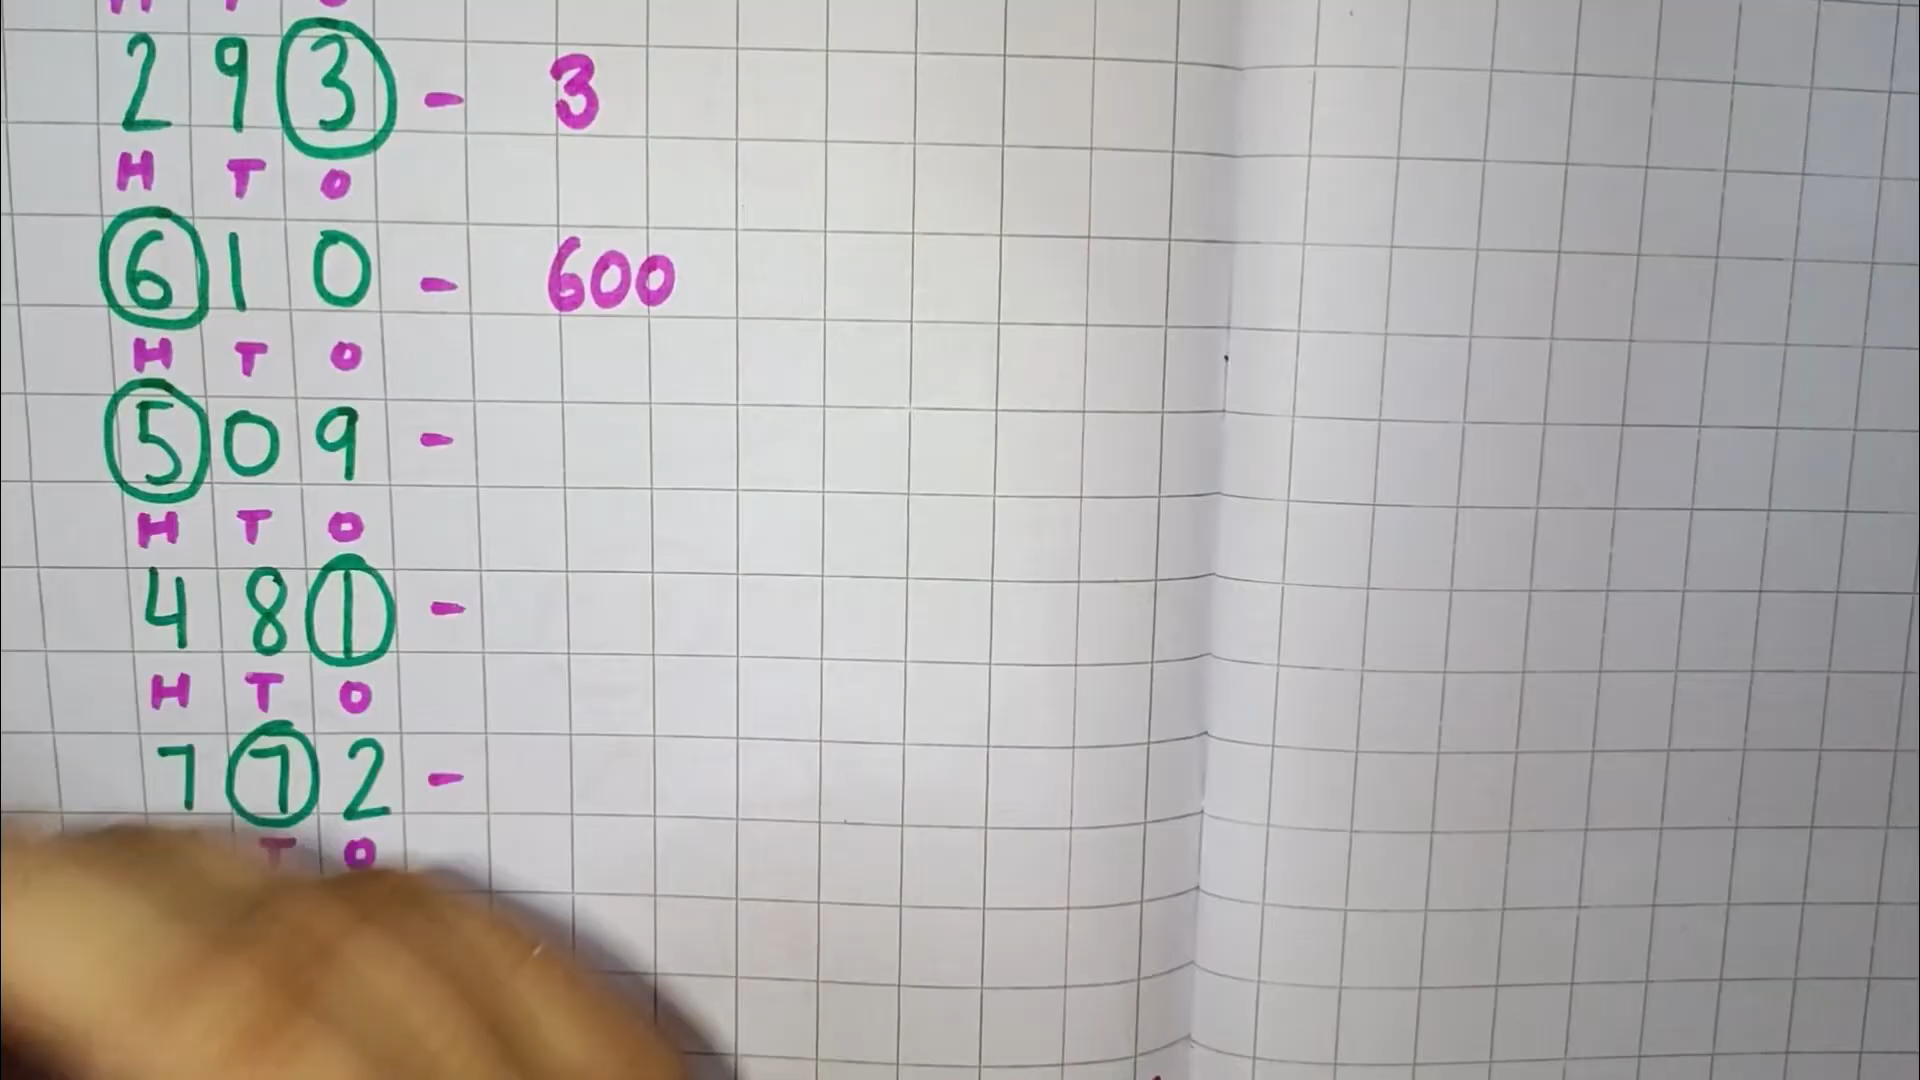 2 9 3 - 3
H T O
6 1 0 - 600
H T O
5 0 9 -
H T O
4 8 1 -
H T O
7 7 2 -
T O